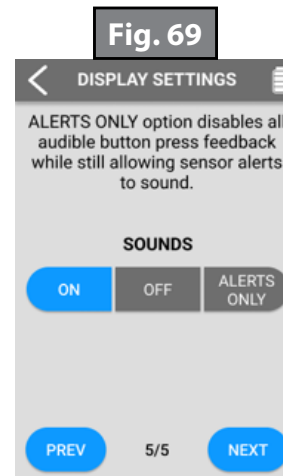 Fig. 69
DISPLAY SETTINGS
ALERTS ONLY option disables all
audible button press feedback
while still allowing sensor alerts
to sound.
SOUNDS
ON OFF ALERTS
ONLY
PREV 5/5 NEXT